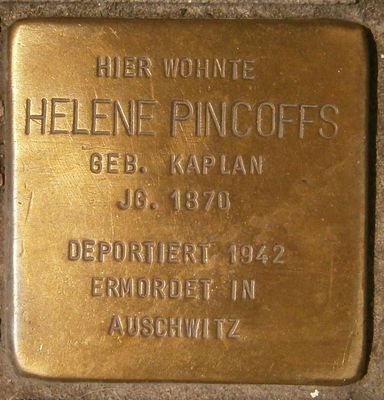 HIER WOHNTE
HELENE PINCOFFS
GEB. KAPLAN
JG. 1870
DEPORTIERT 1942
ERMORDET IN
AUSCHWITZ